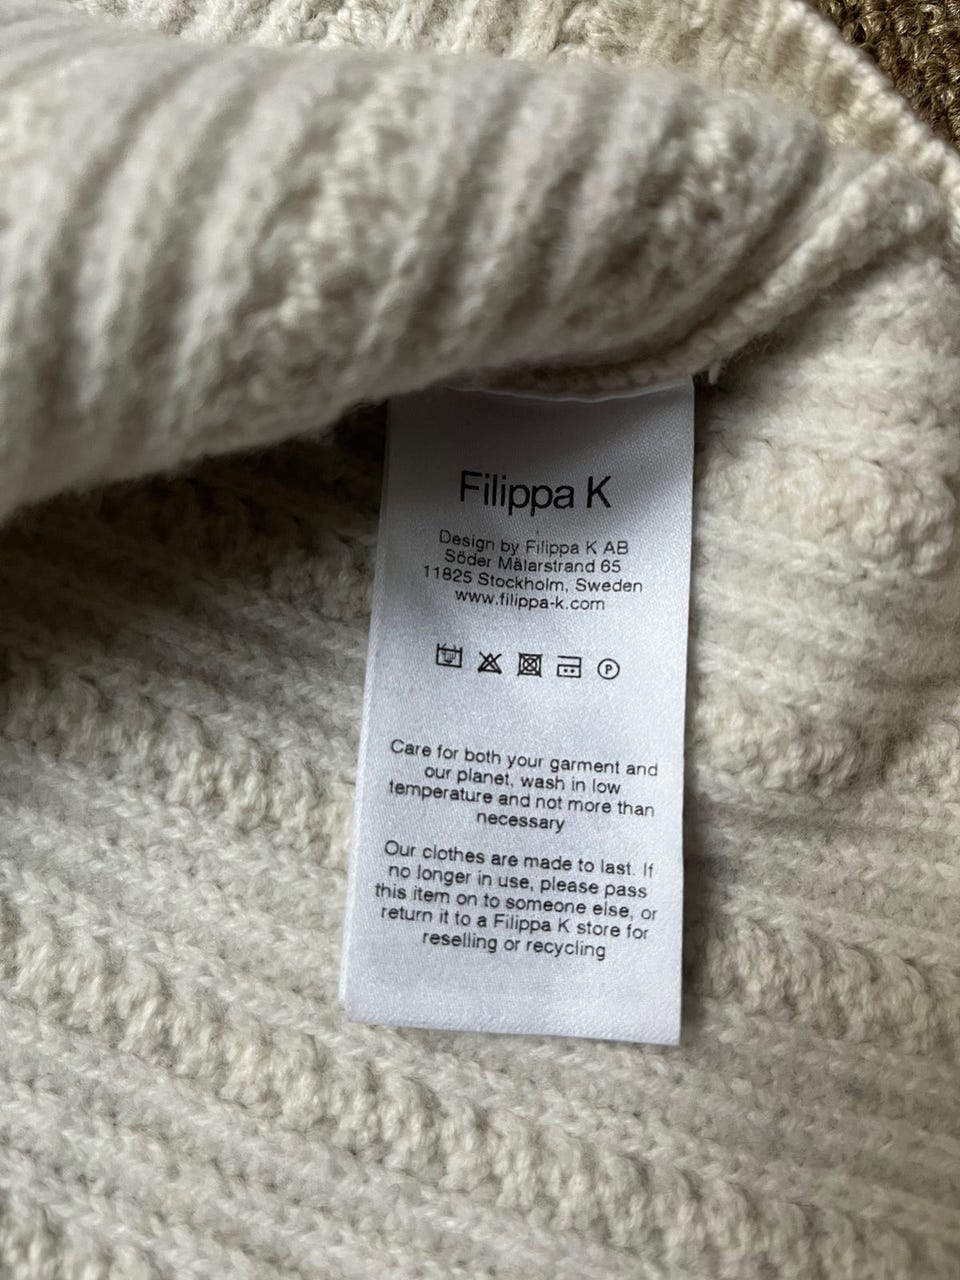 Filippa K
Design by Filippa K AB
Söder Mälarstrand 65
11825 Stockholm, Sweden
www.filippa-k.com
P
Care for both your garment and
our planet, wash in low
temperature and not more than
necessary
Our clothes are made to last. If
no longer in use, please pass
this item on to someone else, or
return it to a Filippa K store for
reselling or recycling